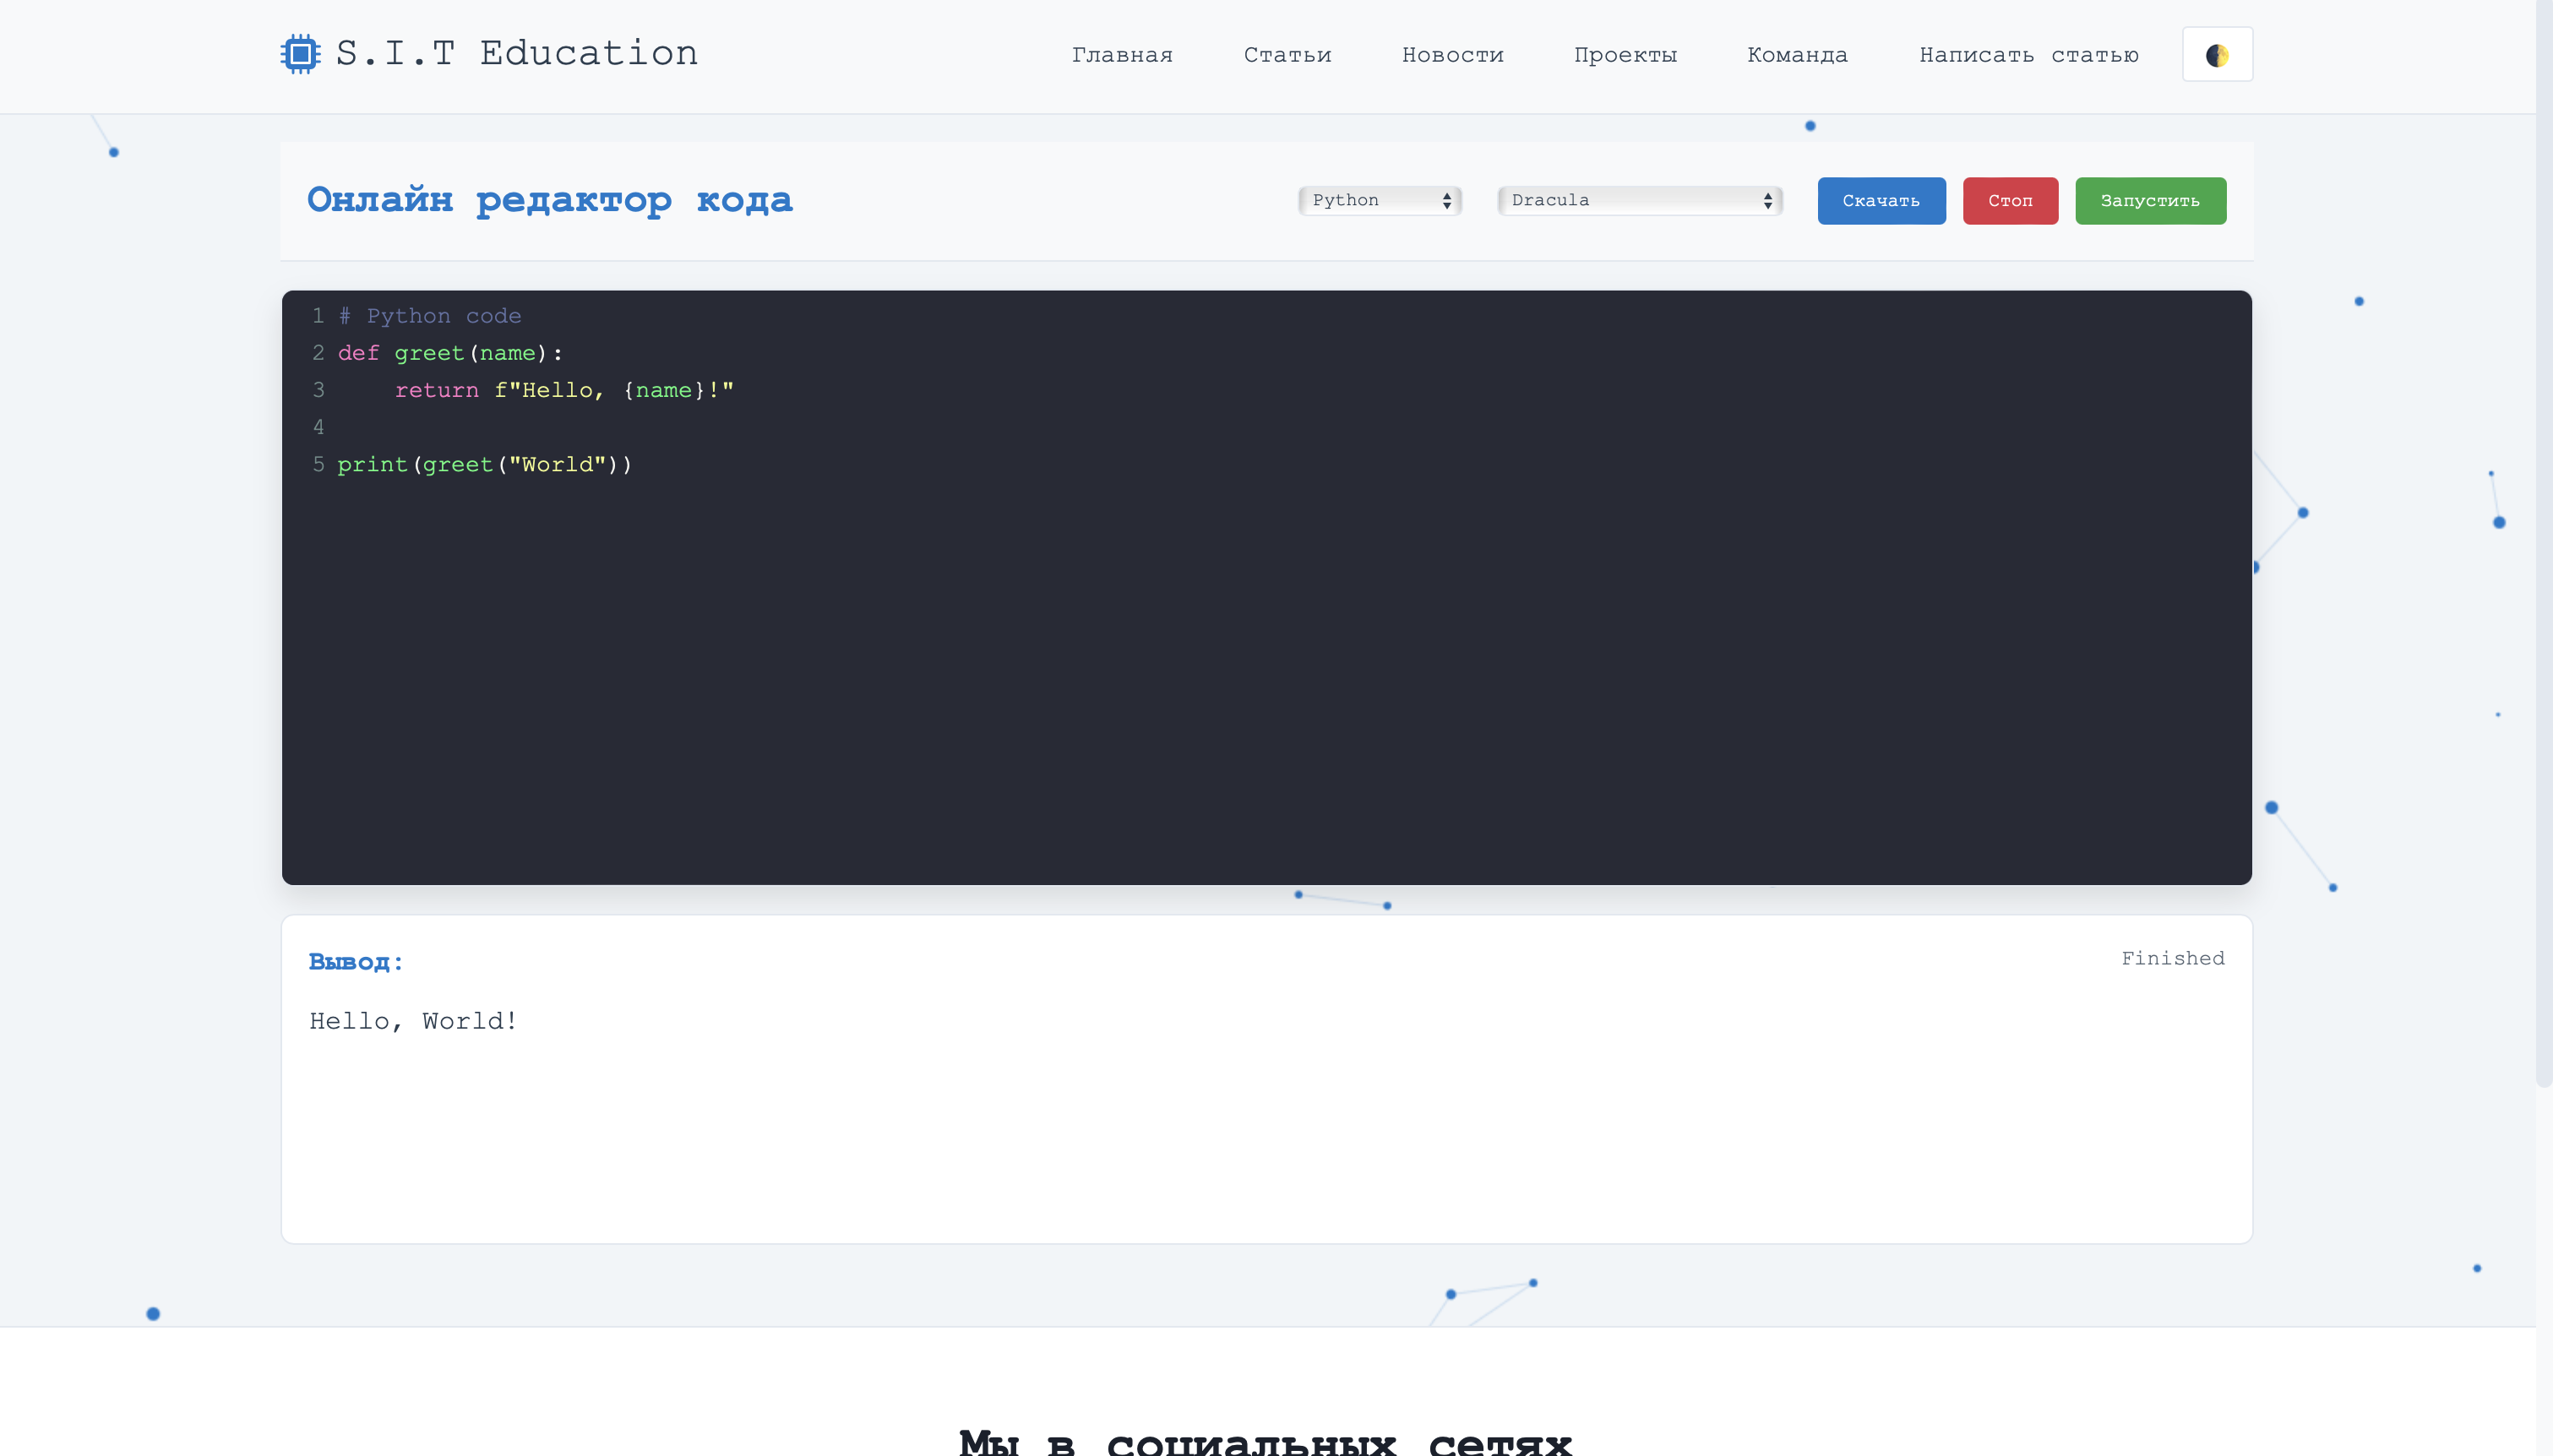 S.I.T Education
Главная Статьи Новости Проекты Команда Написать статью
Онлайн редактор кода
Python Dracula Скачать Стоп Запустить
1 # Python code
2 def greet(name):
3     return f"Hello, {name}!"
4
5 print(greet("World"))
Вывод:
Finished
Hello, World!
Мы в социальных сетях